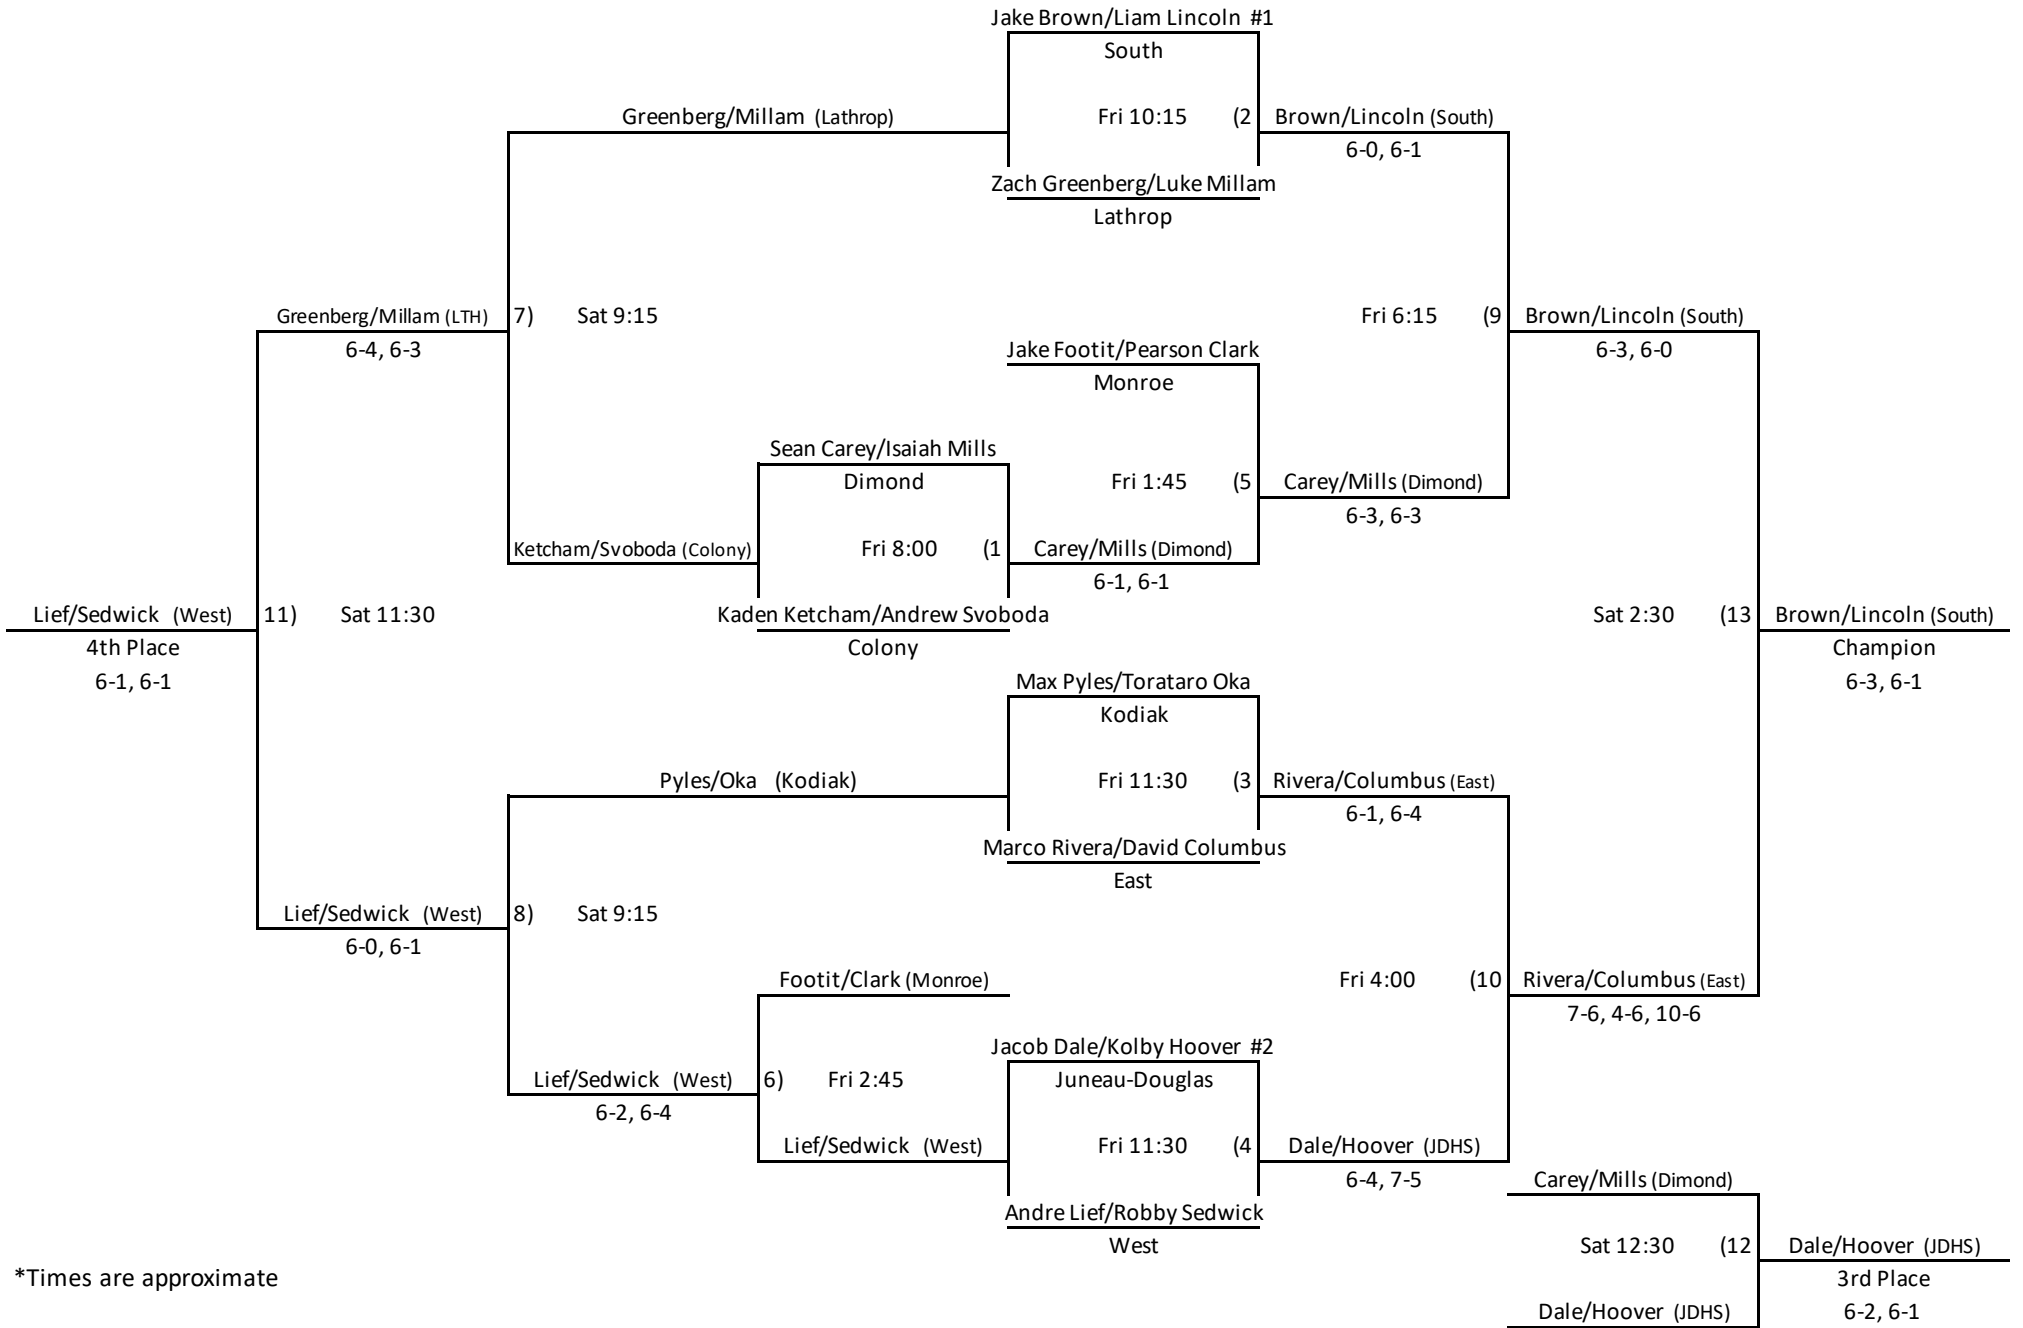 Jake Brown/Liam Lincoln #1
South
Greenberg/Millam (Lathrop)
Fri 10:15 (2
Brown/Lincoln (South)
6-0, 6-1
Zach Greenberg/Luke Millam
Lathrop
Greenberg/Millam (LTH)
7) Sat 9:15
Fri 6:15 (9
Brown/Lincoln (South)
6-4, 6-3
Jake Footit/Pearson Clark
6-3, 6-0
Monroe
Sean Carey/Isaiah Mills
Dimond
Fri 1:45 (5
Carey/Mills (Dimond)
6-3, 6-3
Ketcham/Svoboda (Colony)
Fri 8:00 (1
Carey/Mills (Dimond)
6-1, 6-1
Lief/Sedwick (West)
11) Sat 11:30
Kaden Ketcham/Andrew Svoboda
Sat 2:30 (13
Brown/Lincoln (South)
4th Place
Colony
Champion
6-1, 6-1
Max Pyles/Torataro Oka
6-3, 6-1
Kodiak
Pyles/Oka (Kodiak)
Fri 11:30 (3
Rivera/Columbus (East)
6-1, 6-4
Marco Rivera/David Columbus
East
Lief/Sedwick (West)
8) Sat 9:15
6-0, 6-1
Footit/Clark (Monroe)
Fri 4:00 (10
Rivera/Columbus (East)
7-6, 4-6, 10-6
Jacob Dale/Kolby Hoover #2
Lief/Sedwick (West)
6) Fri 2:45
Juneau-Douglas
6-2, 6-4
Lief/Sedwick (West)
Fri 11:30 (4
Dale/Hoover (JDHS)
6-4, 7-5
Carey/Mills (Dimond)
Andre Lief/Robby Sedwick
West
Sat 12:30 (12
Dale/Hoover (JDHS)
*Times are approximate
3rd Place
Dale/Hoover (JDHS)
6-2, 6-1